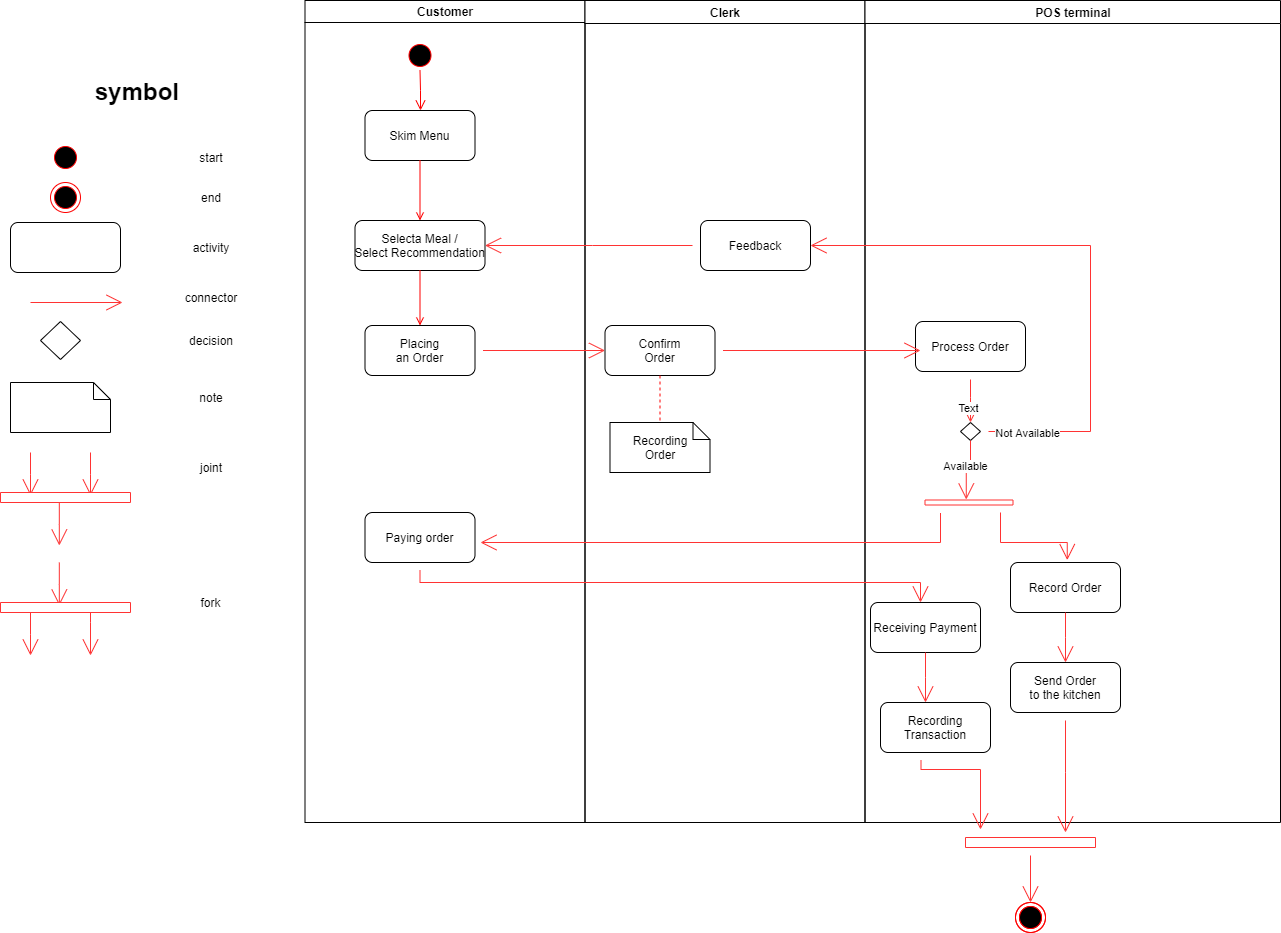 Customer
Clerk
POS terminal
symbol
start
end
activity
connector
decision
note
joint
fork
Skim Menu
Selecta Meal /
Select Recommendation
Feedback
Placing
an Order
Confirm
Order
Process Order
Text
Not Available
Recording
Order
Available
Paying order
Record Order
Receiving Payment
Send Order
to the kitchen
Recording
Transaction